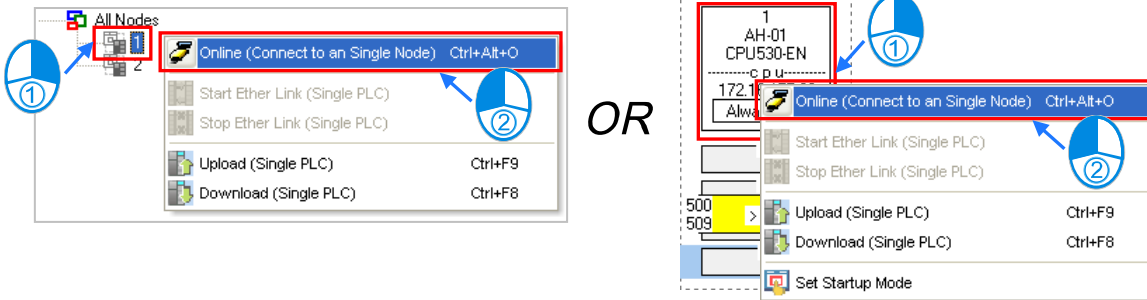 All Nodes
1
2
Online (Connect to an Single Node) Ctrl+Alt+O
Start Ether Link (Single PLC)
Stop Ether Link (Single PLC)
Upload (Single PLC) Ctrl+F9
Download (Single PLC) Ctrl+F8
①
②
OR
1
AH-01
CPU530-EN
--------c p u--------
172.1
Alwa
500
509
>
Online (Connect to an Single Node) Ctrl+Alt+O
Start Ether Link (Single PLC)
Stop Ether Link (Single PLC)
Upload (Single PLC) Ctrl+F9
Download (Single PLC) Ctrl+F8
Set Startup Mode
①
②